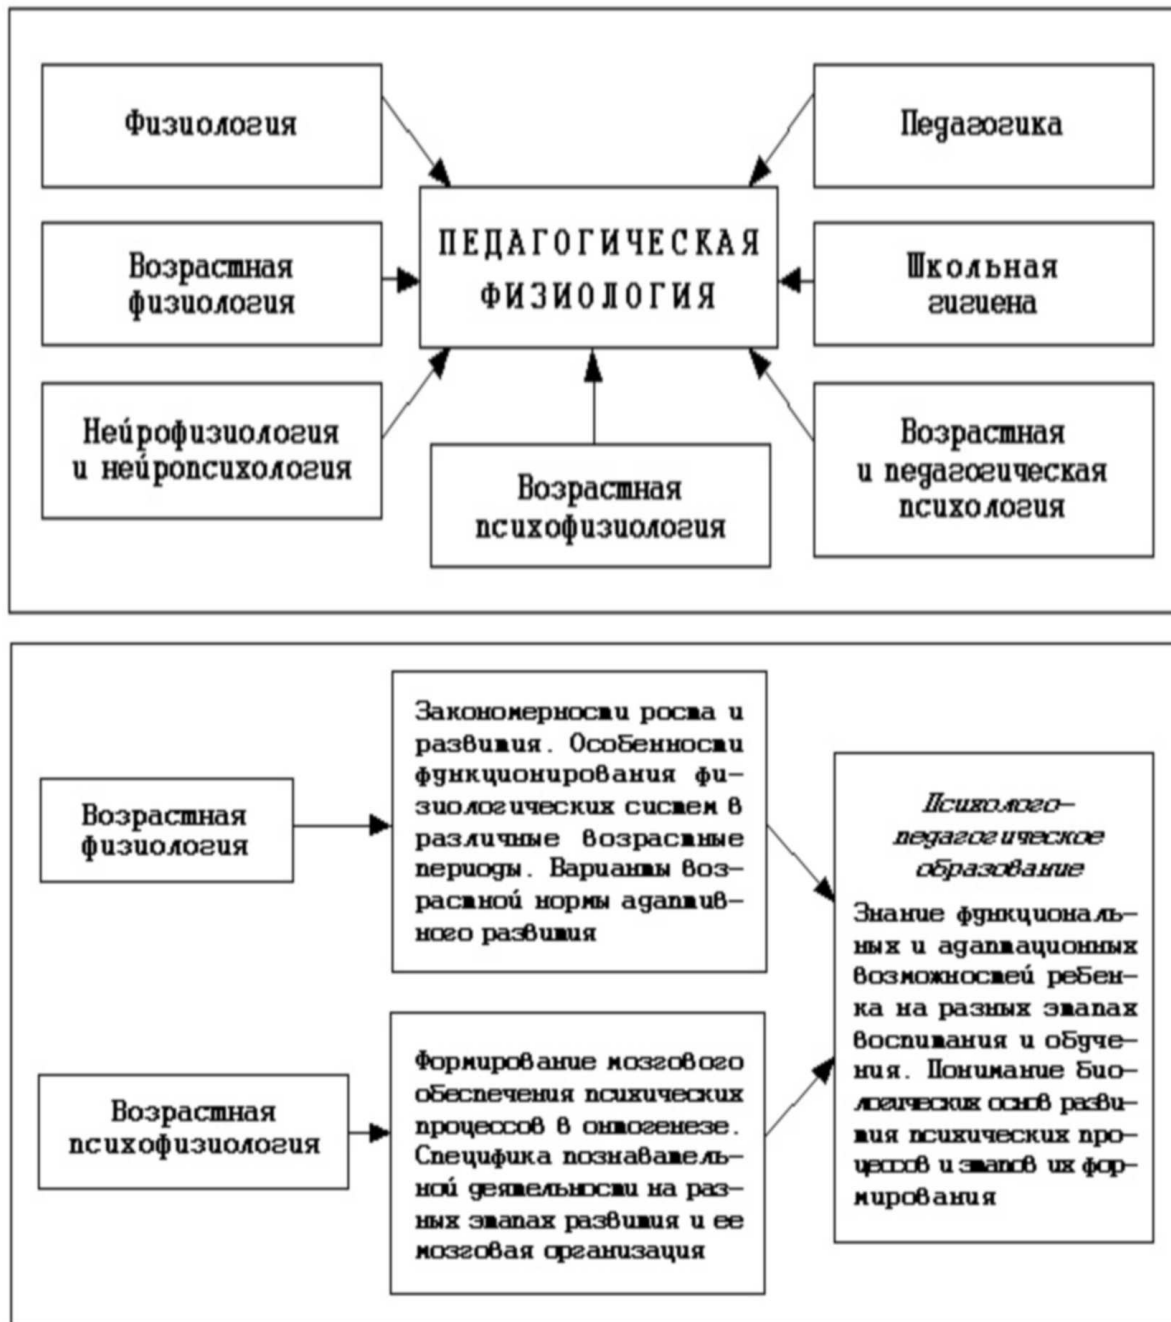 Физиология
Педагогика
ПЕДАГОГИЧЕСКАЯ
ФИЗИОЛОГИЯ
Возрастная
физиология
Школьная
гигиена
Нейрофизиология
и нейропсихология
Возрастная
психофизиология
Возрастная
и педагогическая
психология
Возрастная
физиология
Закономерности роста и
развития. Особенности
функционирования фи-
зиологических систем в
различные возрастные
периоды. Варианты воз-
растной нормы адаптив-
ного развития
Возрастная
психофизиология
Формирование мозгового
обеспечения психических
процессов в онтогенезе.
Специфика познаватель-
ной деятельности на раз-
ных этапах развития и ее
мозговая организация
Психолого-
педагогическое
образование
Знание функциональ-
ных и адаптационных
возможностей ребен-
ка на разных этапах
воспитания и обуче-
ния. Понимание био-
логических основ разви
тия психических про-
цессов и этапов их фор-
мирования